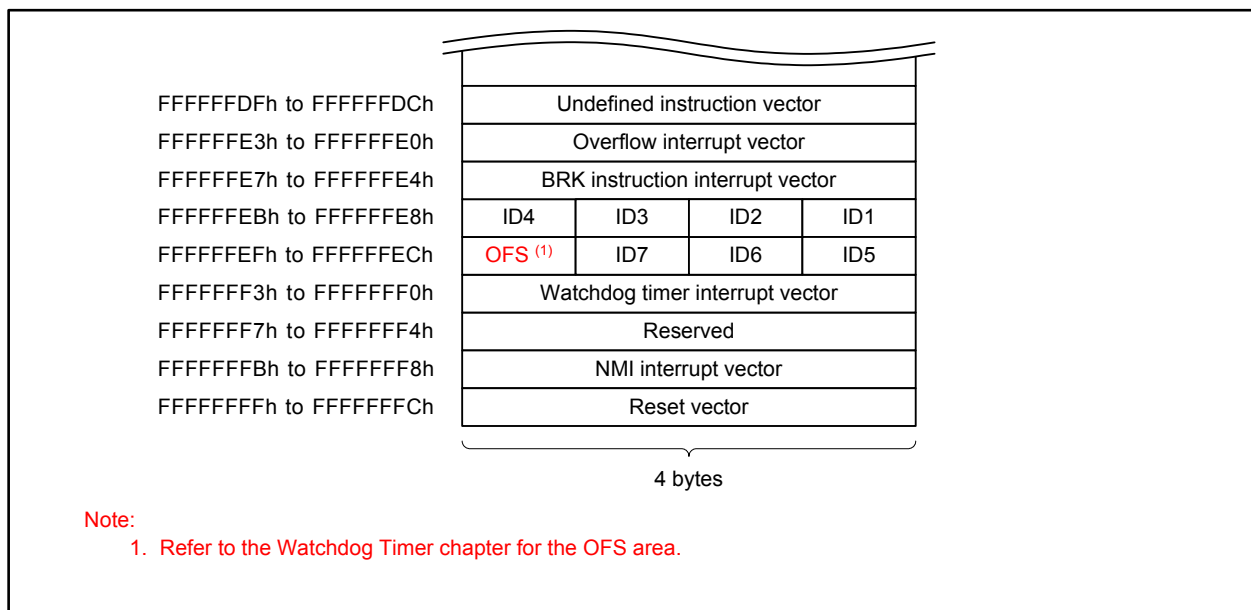 FFFFFFDFh to FFFFFFDCh Undefined instruction vector
FFFFFFE3h to FFFFFFE0h Overflow interrupt vector
FFFFFFE7h to FFFFFFE4h BRK instruction interrupt vector
FFFFFFEBh to FFFFFFE8h ID4 ID3 ID2 ID1
FFFFFFEFh to FFFFFFECh OFS (1) ID7 ID6 ID5
FFFFFFF3h to FFFFFFF0h Watchdog timer interrupt vector
FFFFFFF7h to FFFFFFF4h Reserved
FFFFFFFBh to FFFFFFF8h NMI interrupt vector
FFFFFFFFh to FFFFFFFCh Reset vector
4 bytes
Note:
1. Refer to the Watchdog Timer chapter for the OFS area.